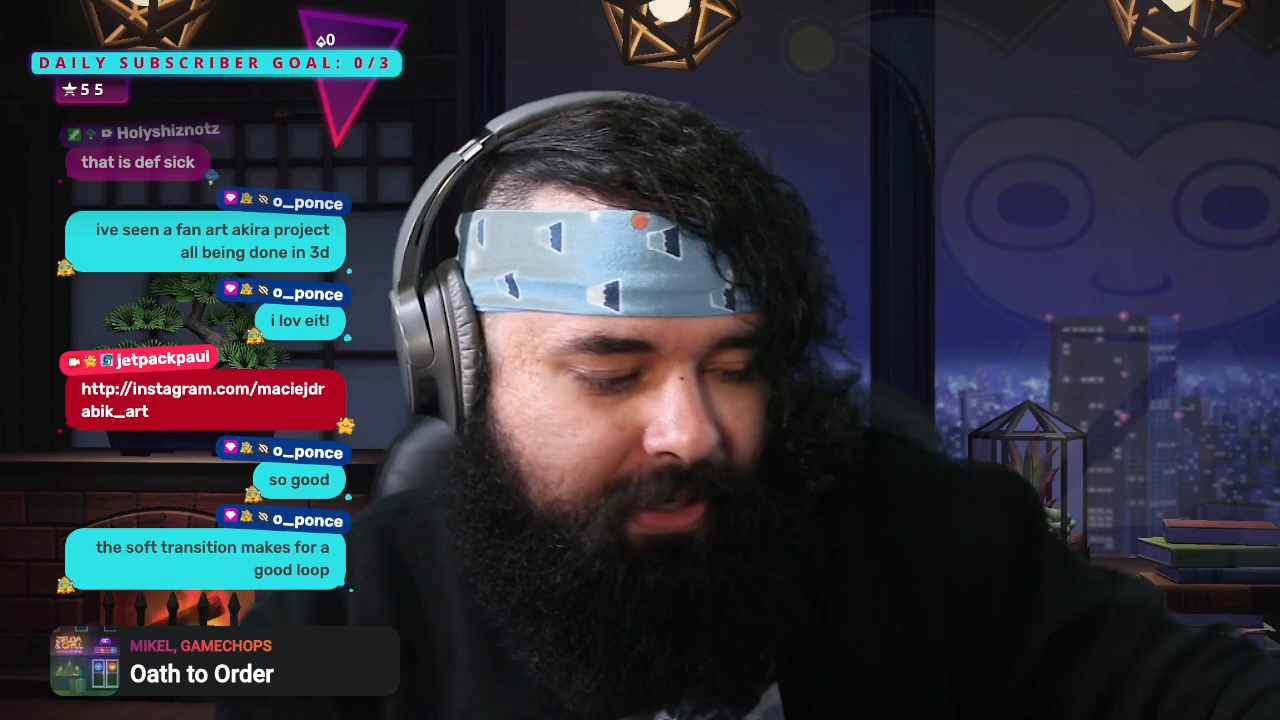 0
DAILY SUBSCRIBER GOAL: 0/3
55
Holyshiznotz
that is def sick
o_ponce
ive seen a fan art akira project
all being done in 3d
o_ponce
i lov eit!
jetpackpaul
http://instagram.com/maciejdr
abik_art
o_ponce
so good
o_ponce
the soft transition makes for a
good loop
ZELDA
& CHILL
MIKEL, GAMECHOPS
Oath to Order